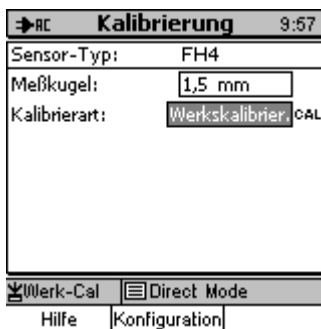 AC Kalibrierung 9:57
Sensor-Typ: FH4
Meßkugel: 1,5 mm
Kalibrierart: Werkskalibrier. CAL
Werk-Cal Direct Mode
Hilfe Konfiguration